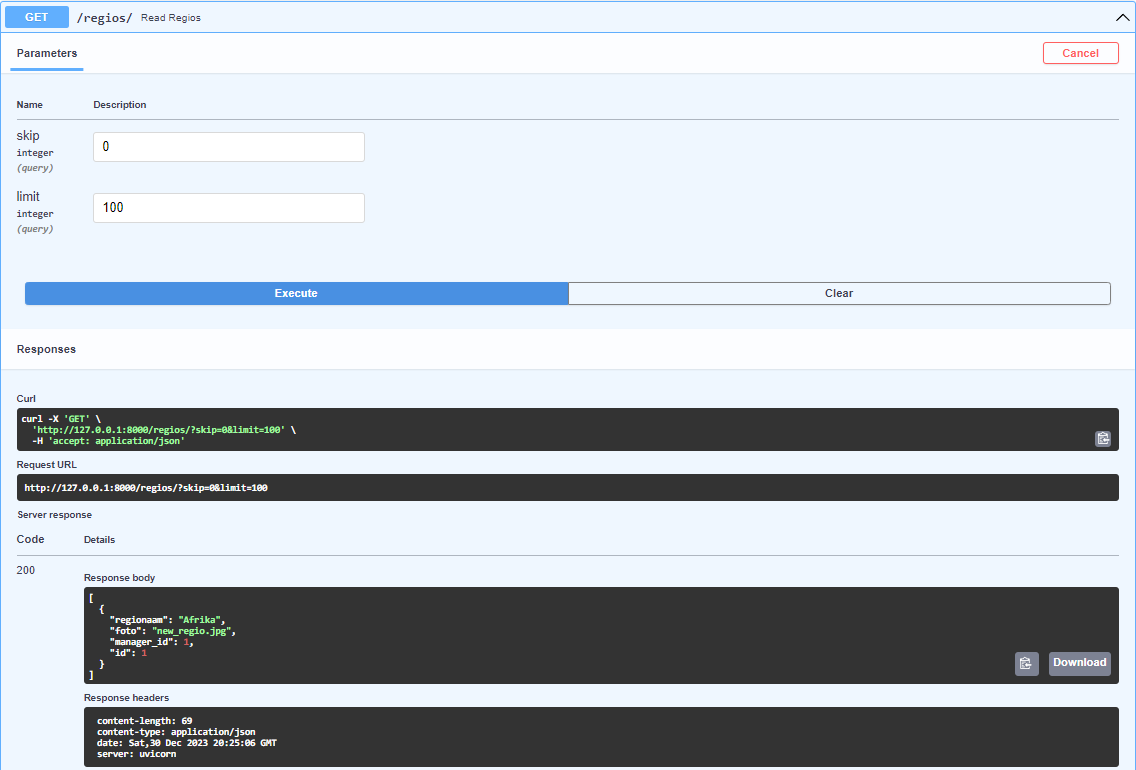 GET /regios/ Read Regios
Parameters
Cancel
Name Description
skip
integer
(query)
0
limit
integer
(query)
100
Execute Clear
Responses
Curl
curl -X 'GET' \
'http://127.0.0.1:8000/regios/?skip=0&limit=100' \
-H 'accept: application/json'
Request URL
http://127.0.0.1:8000/regios/?skip=0&limit=100
Server response
Code Details
200
Response body
[
{
"regionaam": "Afrika",
"foto": "new_regio.jpg",
"manager_id": 1,
"id": 1
}
]
Download
Response headers
content-length: 69
content-type: application/json
date: Sat,30 Dec 2023 20:25:06 GMT
server: uvicorn